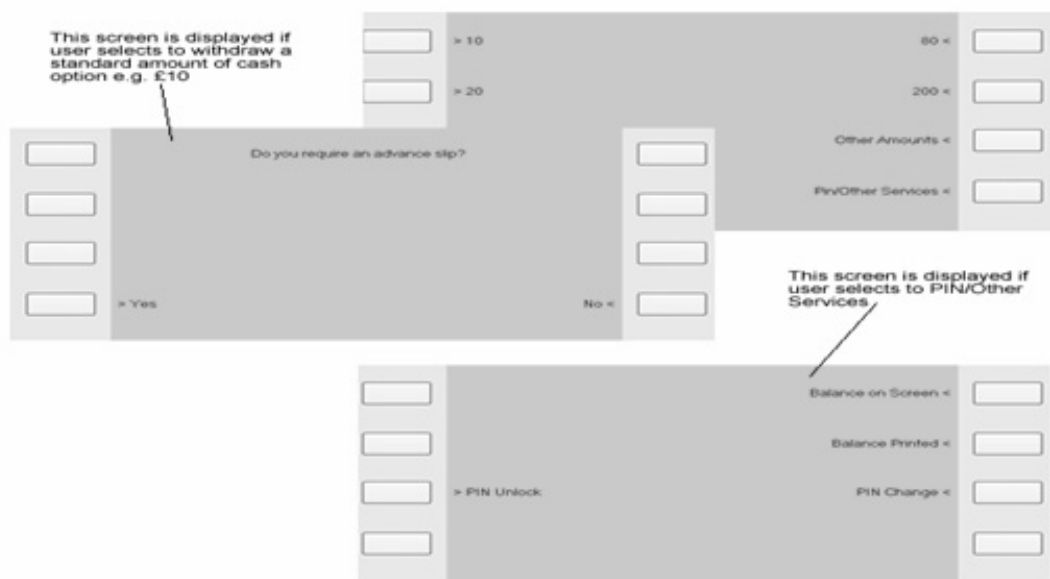 This screen is displayed if
user selects to withdraw a
standard amount of cash
option e.g. £10
> 10
80 <
> 20
200 <
Other Amounts <
Pin/Other Services <
Do you require an advance slip?
> Yes
No <
This screen is displayed if
user selects to PIN/Other
Services
Balance on Screen <
Balance Printed <
> PIN Unlock
PIN Change <